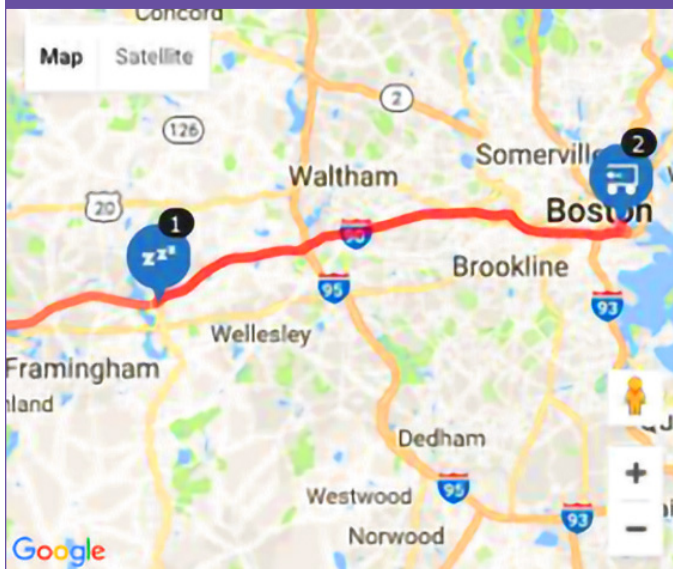 Concord
Map Satellite
2
126
Somerville
2
Waltham
20
1
zzz
90
Boston
Brookline
95
93
Wellesley
Framingham
Dedham
95
Westwood
93
Norwood
Google